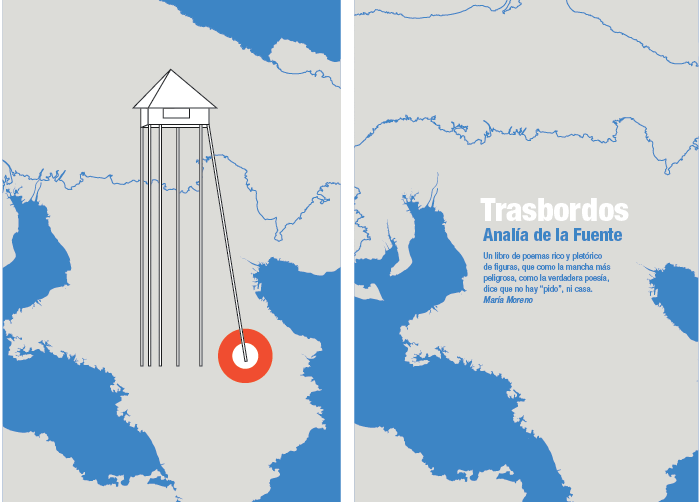 Trasbordos
Analía de la Fuente
Un libro de poemas rico y pletórico
de figuras, que como la mancha más
peligrosa, como la verdadera poesía,
dice que no hay "pido", ni casa.
María Moreno